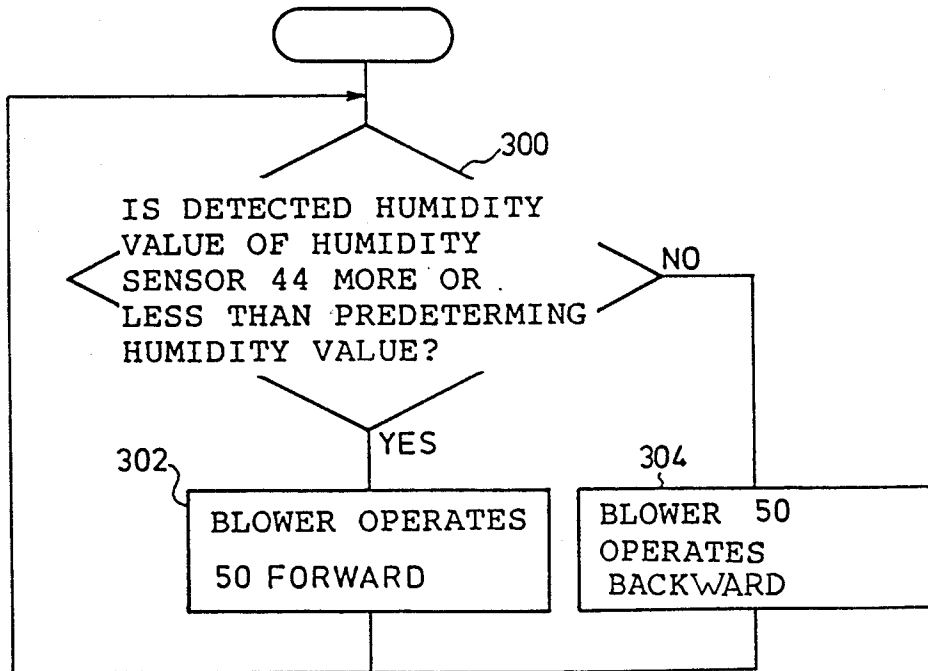 300
IS DETECTED HUMIDITY
VALUE OF HUMIDITY
SENSOR 44 MORE OR
LESS THAN PREDETERMING
HUMIDITY VALUE?
NO
YES
302
BLOWER OPERATES
50 FORWARD
304
BLOWER 50
OPERATES
BACKWARD